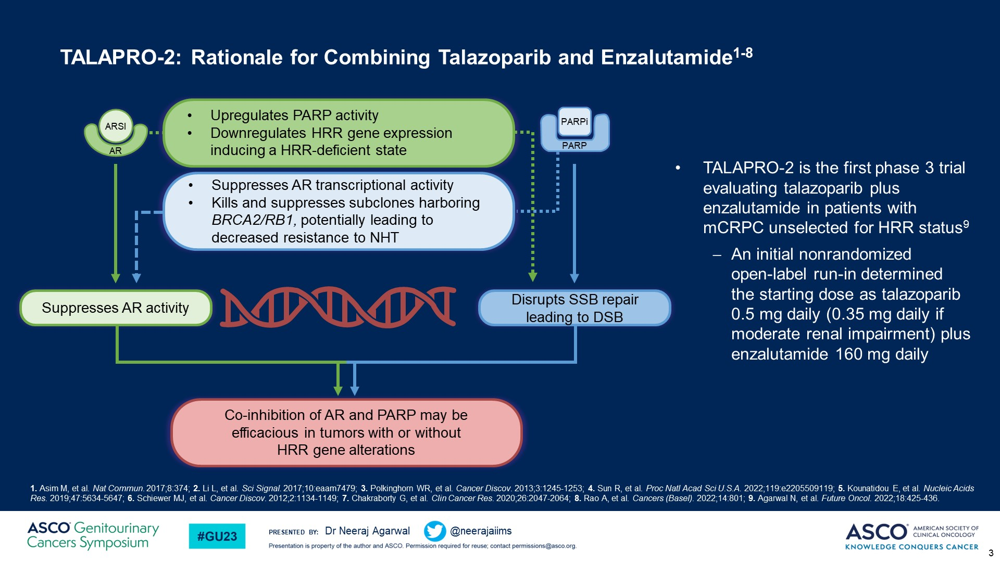 TALAPRO-2: Rationale for Combining Talazoparib and Enzalutamide1-8
ARSI
AR
• Upregulates PARP activity
• Downregulates HRR gene expression
inducing a HRR-deficient state
PARPi
PARP
• Suppresses AR transcriptional activity
• Kills and suppresses subclones harboring
BRCA2/RB1, potentially leading to
decreased resistance to NHT
Suppresses AR activity
Disrupts SSB repair
leading to DSB
Co-inhibition of AR and PARP may be
efficacious in tumors with or without
HRR gene alterations
• TALAPRO-2 is the first phase 3 trial
evaluating talazoparib plus
enzalutamide in patients with
mCRPC unselected for HRR status9
– An initial nonrandomized
open-label run-in determined
the starting dose as talazoparib
0.5 mg daily (0.35 mg daily if
moderate renal impairment) plus
enzalutamide 160 mg daily
1. Asim M, et al. Nat Commun. 2017;8:374; 2. Li L, et al. Sci Signal. 2017;10:eaam7479; 3. Polkinghorn WR, et al. Cancer Discov. 2013;3:1245-1253; 4. Sun R, et al. Proc Natl Acad Sci U.S.A. 2022;119:e2205509119; 5. Kounatidou E, et al. Nucleic Acids
Res. 2019;47:5634-5647; 6. Schiewer MJ, et al. Cancer Discov. 2012;2:1134-1149; 7. Chakraborty G, et al. Clin Cancer Res. 2020;26:2047-2064; 8. Rao A, et al. Cancers (Basel). 2022;14:801; 9. Agarwal N, et al. Future Oncol. 2022;18:425-436.
ASCO Genitourinary
Cancers Symposium
#GU23
PRESENTED BY: Dr Neeraj Agarwal @neerajaiims
Presentation is property of the author and ASCO. Permission required for reuse; contact permissions@asco.org.
ASCO AMERICAN SOCIETY OF
CLINICAL ONCOLOGY
KNOWLEDGE CONQUERS CANCER
3